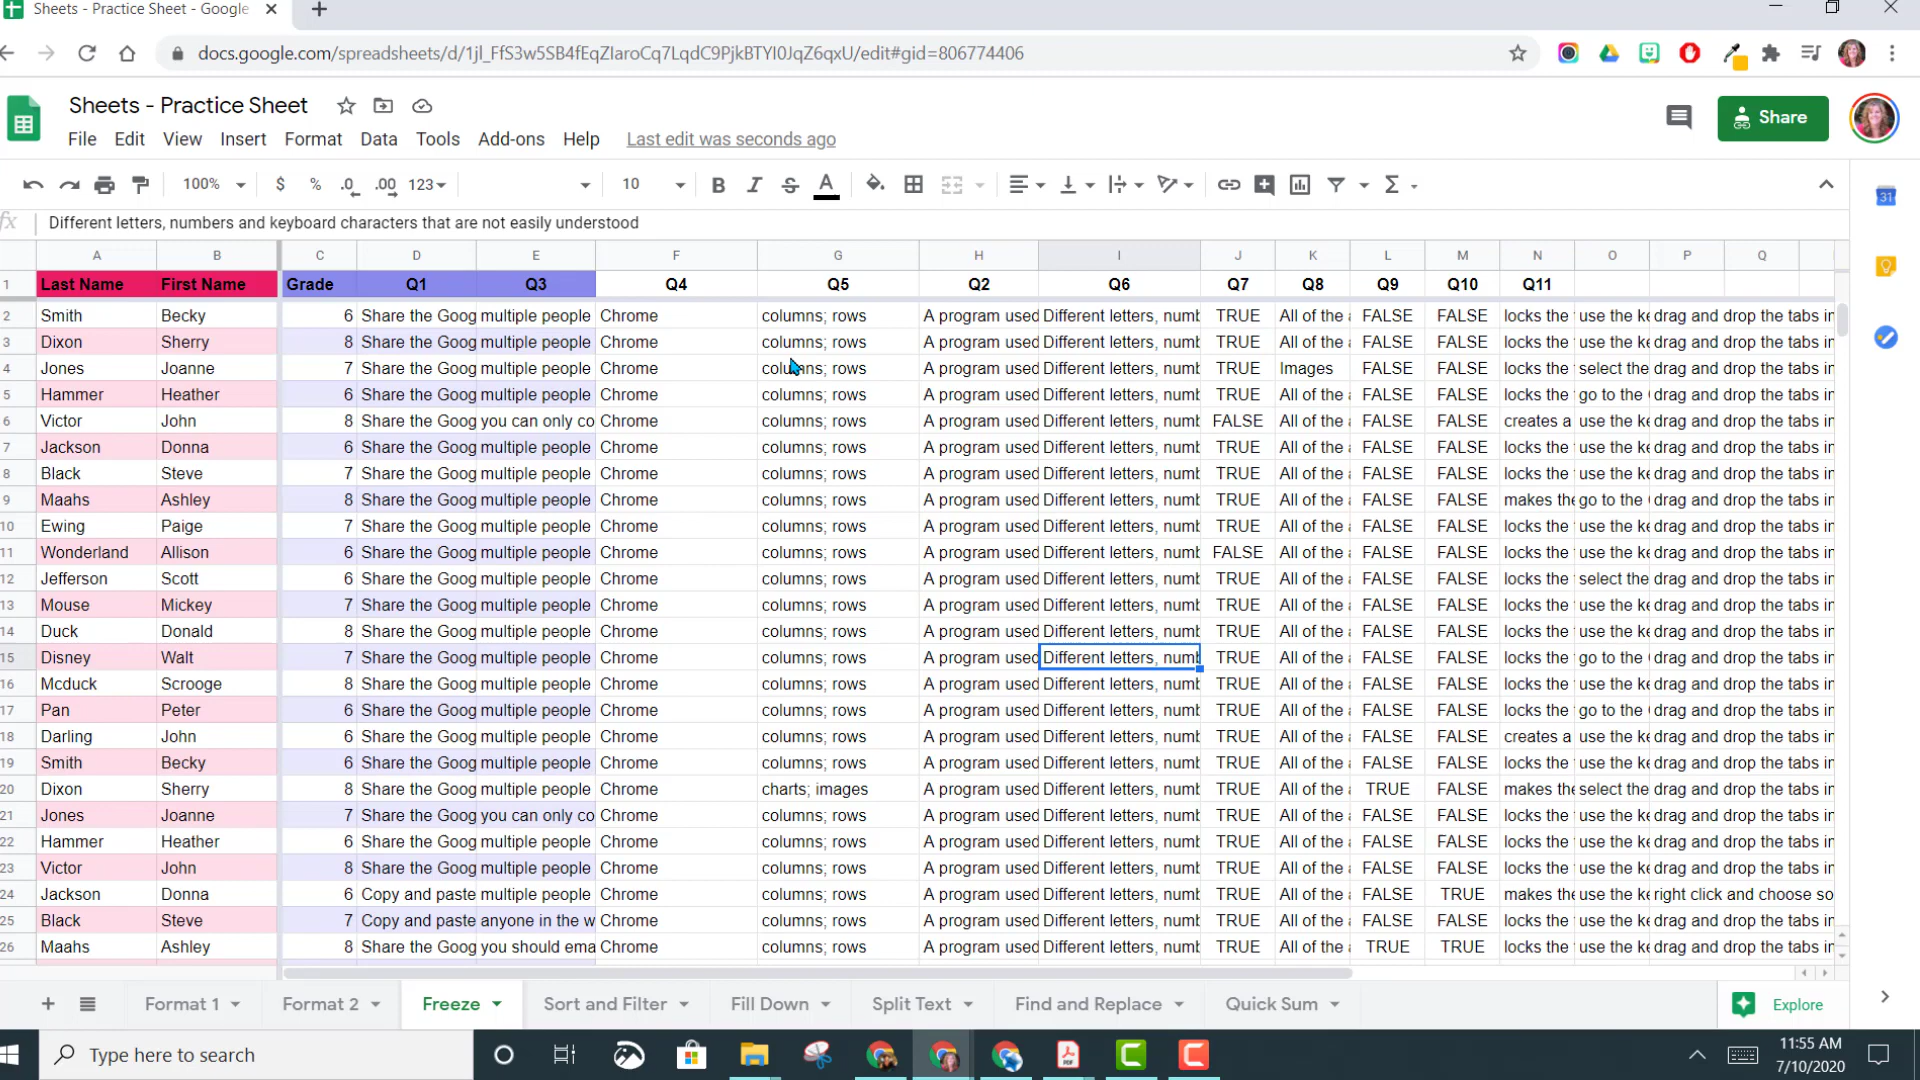 Sheets - Practice Sheet - Google
docs.google.com/spreadsheets/d/1jl_FfS3w5SB4fEqZIaroCq7LqdC9PjkBTYI0JqZ6qxU/edit#gid=806774406
Sheets - Practice Sheet
Share
File Edit View Insert Format Data Tools Add-ons Help Last edit was seconds ago
100% $ % .0 .00 123 10 B I S A Σ
31
fx Different letters, numbers and keyboard characters that are not easily understood
A B C D E F G H I J K L M N O P Q
1 Last Name First Name Grade Q1 Q3 Q4 Q5 Q2 Q6 Q7 Q8 Q9 Q10 Q11
2 Smith Becky 6 Share the Goog multiple people Chrome columns; rows A program used Different letters, numb TRUE All of the a FALSE FALSE locks the use the ke drag and drop the tabs in
3 Dixon Sherry 8 Share the Goog multiple people Chrome columns; rows A program used Different letters, numb TRUE All of the a FALSE FALSE locks the use the ke drag and drop the tabs in
4 Jones Joanne 7 Share the Goog multiple people Chrome columns; rows A program used Different letters, numb TRUE Images FALSE FALSE locks the select the drag and drop the tabs in
5 Hammer Heather 6 Share the Goog multiple people Chrome columns; rows A program used Different letters, numb TRUE All of the a FALSE FALSE locks the go to the drag and drop the tabs in
6 Victor John 8 Share the Goog you can only co Chrome columns; rows A program used Different letters, numb FALSE All of the a FALSE FALSE creates a use the ke drag and drop the tabs in
7 Jackson Donna 6 Share the Goog multiple people Chrome columns; rows A program used Different letters, numb TRUE All of the a FALSE FALSE locks the use the ke drag and drop the tabs in
8 Black Steve 7 Share the Goog multiple people Chrome columns; rows A program used Different letters, numb TRUE All of the a FALSE FALSE locks the use the ke drag and drop the tabs in
9 Maahs Ashley 8 Share the Goog multiple people Chrome columns; rows A program used Different letters, numb TRUE All of the a FALSE FALSE makes the go to the drag and drop the tabs in
10 Ewing Paige 7 Share the Goog multiple people Chrome columns; rows A program used Different letters, numb TRUE All of the a FALSE FALSE locks the use the ke drag and drop the tabs in
11 Wonderland Allison 6 Share the Goog multiple people Chrome columns; rows A program used Different letters, numb FALSE All of the a FALSE FALSE locks the use the ke drag and drop the tabs in
12 Jefferson Scott 6 Share the Goog multiple people Chrome columns; rows A program used Different letters, numb TRUE All of the a FALSE FALSE locks the select the drag and drop the tabs in
13 Mouse Mickey 7 Share the Goog multiple people Chrome columns; rows A program used Different letters, numb TRUE All of the a FALSE FALSE locks the use the ke drag and drop the tabs in
14 Duck Donald 8 Share the Goog multiple people Chrome columns; rows A program used Different letters, numb TRUE All of the a FALSE FALSE locks the use the ke drag and drop the tabs in
15 Disney Walt 7 Share the Goog multiple people Chrome columns; rows A program used Different letters, numb TRUE All of the a FALSE FALSE locks the go to the drag and drop the tabs in
16 Mcduck Scrooge 8 Share the Goog multiple people Chrome columns; rows A program used Different letters, numb TRUE All of the a FALSE FALSE locks the use the ke drag and drop the tabs in
17 Pan Peter 6 Share the Goog multiple people Chrome columns; rows A program used Different letters, numb TRUE All of the a FALSE FALSE locks the go to the drag and drop the tabs in
18 Darling John 6 Share the Goog multiple people Chrome columns; rows A program used Different letters, numb TRUE All of the a FALSE FALSE creates a use the ke drag and drop the tabs in
19 Smith Becky 6 Share the Goog multiple people Chrome columns; rows A program used Different letters, numb TRUE All of the a FALSE FALSE locks the use the ke drag and drop the tabs in
20 Dixon Sherry 8 Share the Goog multiple people Chrome charts; images A program used Different letters, numb TRUE All of the a TRUE FALSE makes the select the drag and drop the tabs in
21 Jones Joanne 7 Share the Goog you can only co Chrome columns; rows A program used Different letters, numb TRUE All of the a FALSE FALSE locks the use the ke drag and drop the tabs in
22 Hammer Heather 6 Share the Goog multiple people Chrome columns; rows A program used Different letters, numb TRUE All of the a FALSE FALSE locks the use the ke drag and drop the tabs in
23 Victor John 8 Share the Goog multiple people Chrome columns; rows A program used Different letters, numb TRUE All of the a FALSE FALSE locks the use the ke drag and drop the tabs in
24 Jackson Donna 6 Copy and paste multiple people Chrome columns; rows A program used Different letters, numb TRUE All of the a FALSE TRUE makes the use the ke right click and choose so
25 Black Steve 7 Copy and paste anyone in the w Chrome columns; rows A program used Different letters, numb TRUE All of the a FALSE FALSE locks the use the ke drag and drop the tabs in
26 Maahs Ashley 8 Share the Goog you should ema Chrome columns; rows A program used Different letters, numb TRUE All of the a TRUE TRUE locks the use the ke drag and drop the tabs in
Format 1 Format 2 Freeze Sort and Filter Fill Down Split Text Find and Replace Quick Sum Explore
Type here to search
11:55 AM
7/10/2020